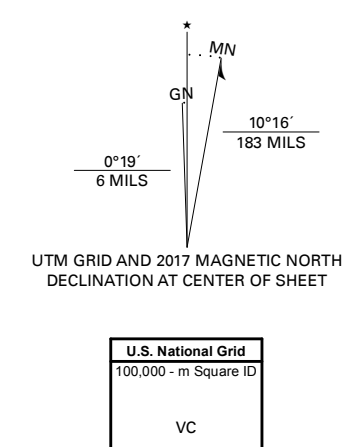 ★
MN
GN
10°16´
183 MILS
0°19´
6 MILS
UTM GRID AND 2017 MAGNETIC NORTH
DECLINATION AT CENTER OF SHEET
U.S. National Grid
100,000 - m Square ID
VC